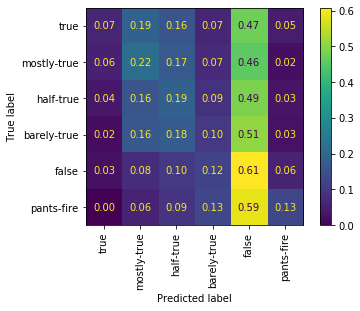 true 0.07 0.19 0.16 0.07 0.47 0.05
mostly-true 0.06 0.22 0.17 0.07 0.46 0.02
half-true 0.04 0.16 0.19 0.09 0.49 0.03
barely-true 0.02 0.16 0.18 0.10 0.51 0.03
false 0.03 0.08 0.10 0.12 0.61 0.06
pants-fire 0.00 0.06 0.09 0.13 0.59 0.13
True label
true
mostly-true
half-true
barely-true
false
pants-fire
Predicted label
0.6
0.5
0.4
0.3
0.2
0.1
0.0